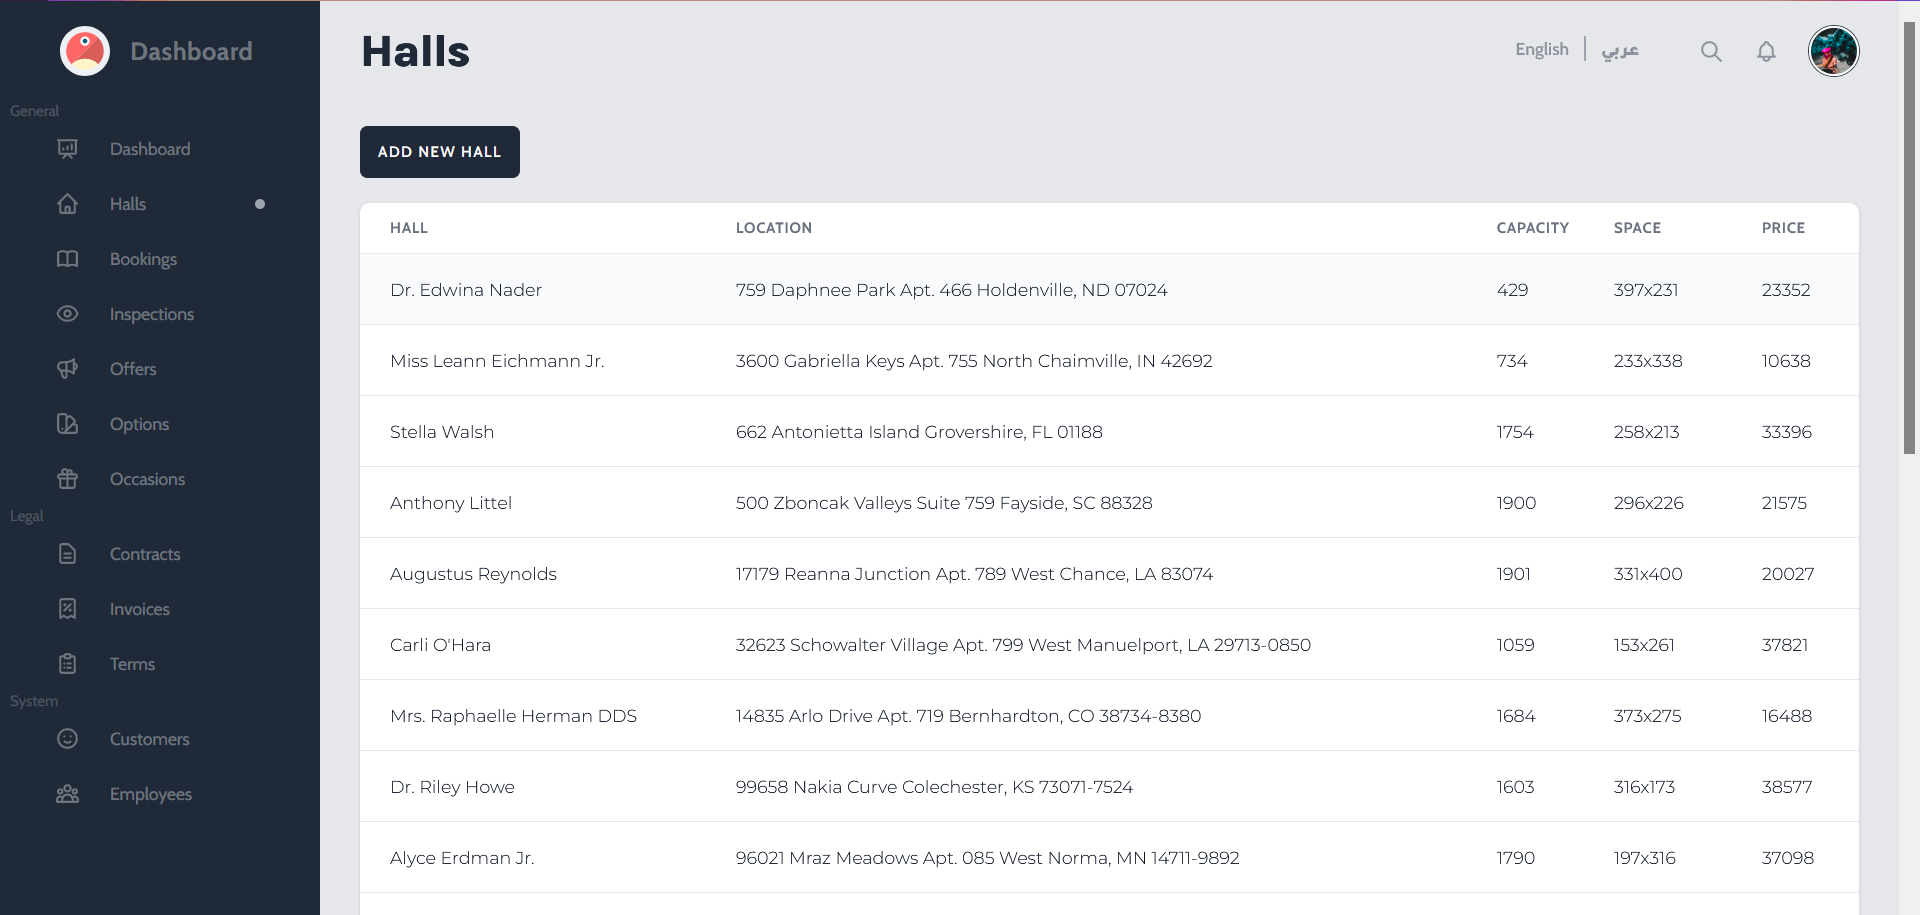 Dashboard
General
Dashboard
Halls
Bookings
Inspections
Offers
Options
Occasions
Legal
Contracts
Invoices
Terms
System
Customers
Employees
Halls
English | عربي
ADD NEW HALL
HALL LOCATION CAPACITY SPACE PRICE
Dr. Edwina Nader 759 Daphnee Park Apt. 466 Holdenville, ND 07024 429 397x231 23352
Miss Leann Eichmann Jr. 3600 Gabriella Keys Apt. 755 North Chaimville, IN 42692 734 233x338 10638
Stella Walsh 662 Antonietta Island Grovershire, FL 01188 1754 258x213 33396
Anthony Littel 500 Zboncak Valleys Suite 759 Fayside, SC 88328 1900 296x226 21575
Augustus Reynolds 17179 Reanna Junction Apt. 789 West Chance, LA 83074 1901 331x400 20027
Carli O'Hara 32623 Schowalter Village Apt. 799 West Manuelport, LA 29713-0850 1059 153x261 37821
Mrs. Raphaelle Herman DDS 14835 Arlo Drive Apt. 719 Bernhardton, CO 38734-8380 1684 373x275 16488
Dr. Riley Howe 99658 Nakia Curve Colechester, KS 73071-7524 1603 316x173 38577
Alyce Erdman Jr. 96021 Mraz Meadows Apt. 085 West Norma, MN 14711-9892 1790 197x316 37098